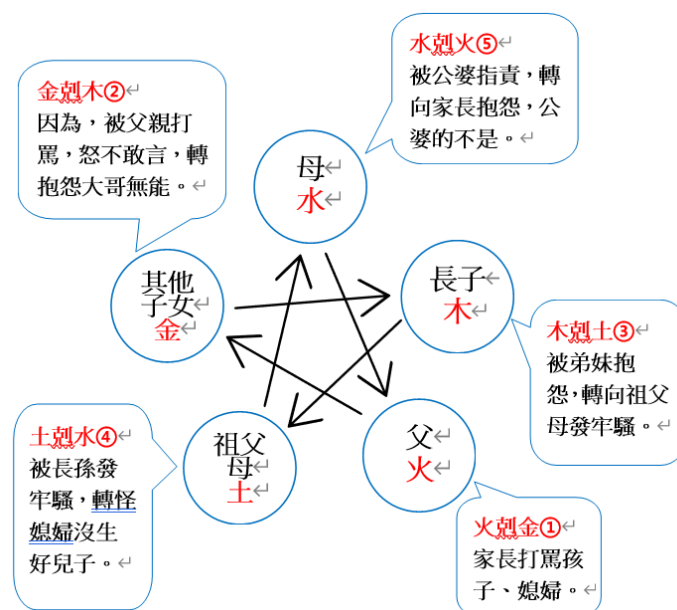 水剋火⑤
被公婆指責，轉
向家長抱怨，公
婆的不是。
金剋木②
因為，被父親打
罵，怒不敢言，轉
抱怨大哥無能。
母
水
其他
子女
金
長子
木
木剋土③
被弟妹抱
怨，轉向祖父
母發牢騷。
土剋水④
被長孫發
牢騷，轉怪
媳婦沒生
好兒子。
祖父
母
土
父
火
火剋金①
家長打罵孩
子、媳婦。